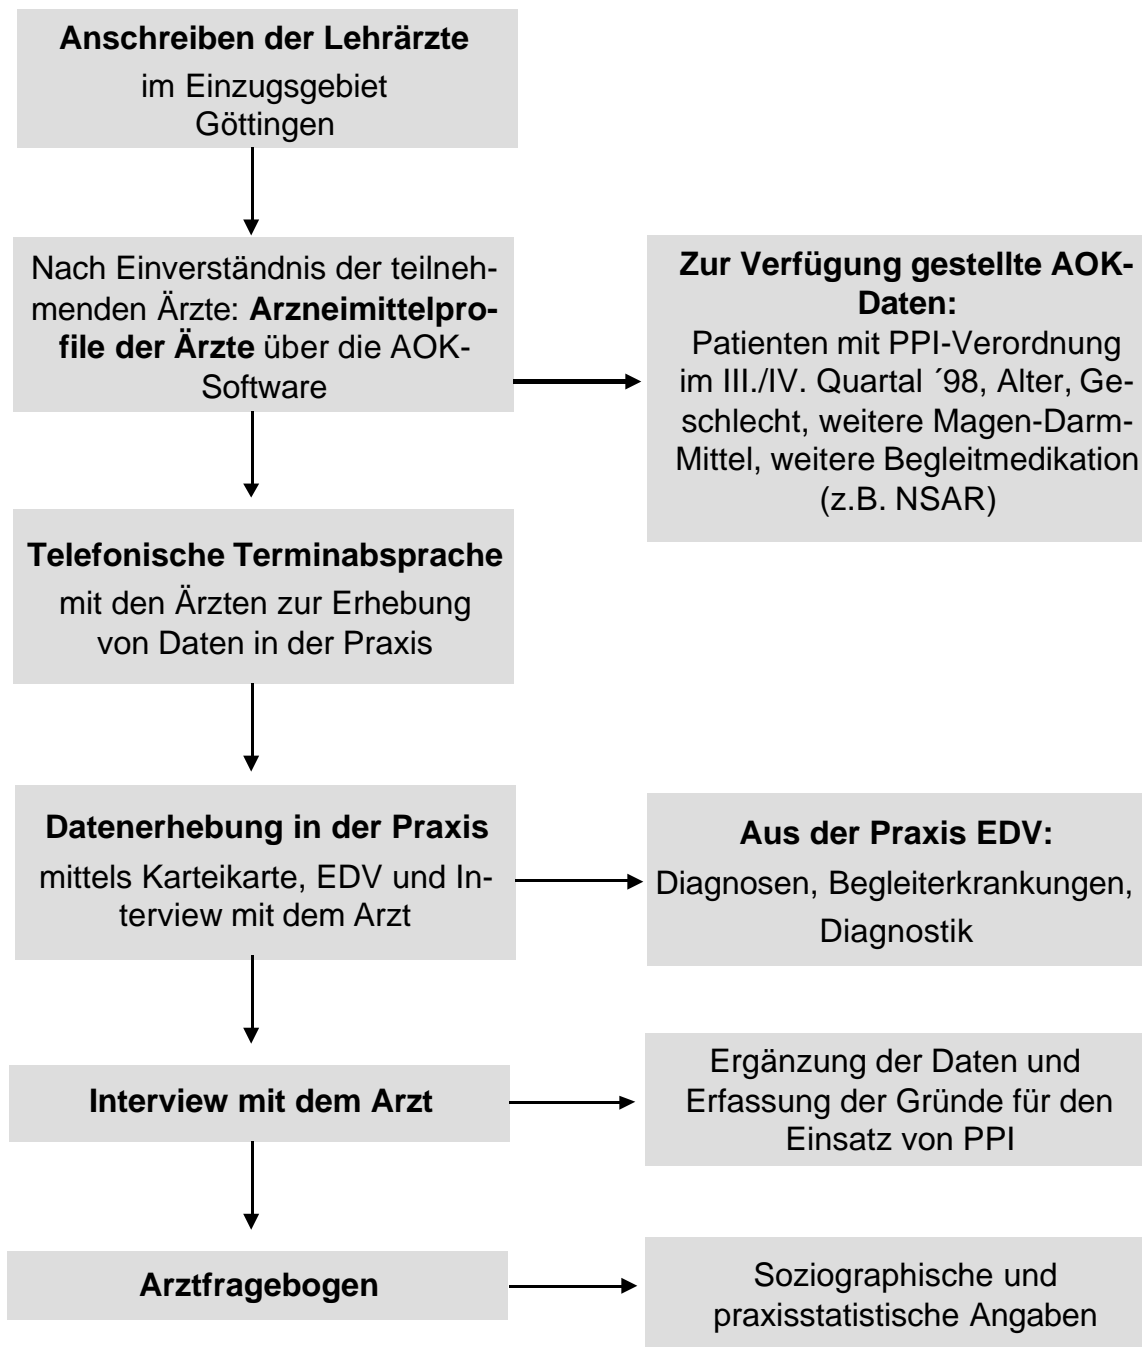 Anschreiben der Lehrärzte
im Einzugsgebiet
Göttingen
Nach Einverständnis der teilneh-
menden Ärzte: Arzneimittelpro-
file der Ärzte über die AOK-
Software
Zur Verfügung gestellte AOK-
Daten:
Patienten mit PPI-Verordnung
im III./IV. Quartal ´98, Alter, Ge-
schlecht, weitere Magen-Darm-
Mittel, weitere Begleitmedikation
(z.B. NSAR)
Telefonische Terminabsprache
mit den Ärzten zur Erhebung
von Daten in der Praxis
Datenerhebung in der Praxis
mittels Karteikarte, EDV und In-
terview mit dem Arzt
Aus der Praxis EDV:
Diagnosen, Begleiterkrankungen,
Diagnostik
Interview mit dem Arzt
Ergänzung der Daten und
Erfassung der Gründe für den
Einsatz von PPI
Arztfragebogen
Soziographische und
praxisstatistische Angaben